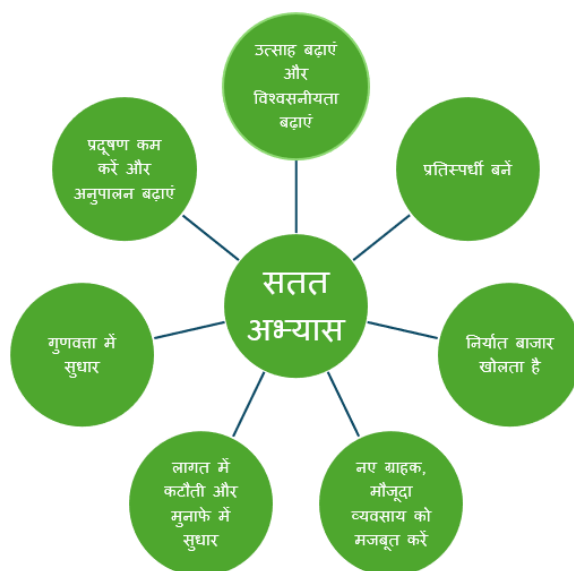 उत्साह बढ़ाएं
और
विश्वसनीयता
बढ़ाएं
प्रतिस्पर्धी बनें
निर्यात बाजार
खोलता है
नए ग्राहक,
मौजूदा
व्यवसाय को
मजबूत करें
लागत में
कटौती और
मुनाफे में
सुधार
गुणवत्ता में
सुधार
प्रदूषण कम
करें और
अनुपालन बढ़ाएं
सतत
अभ्यास